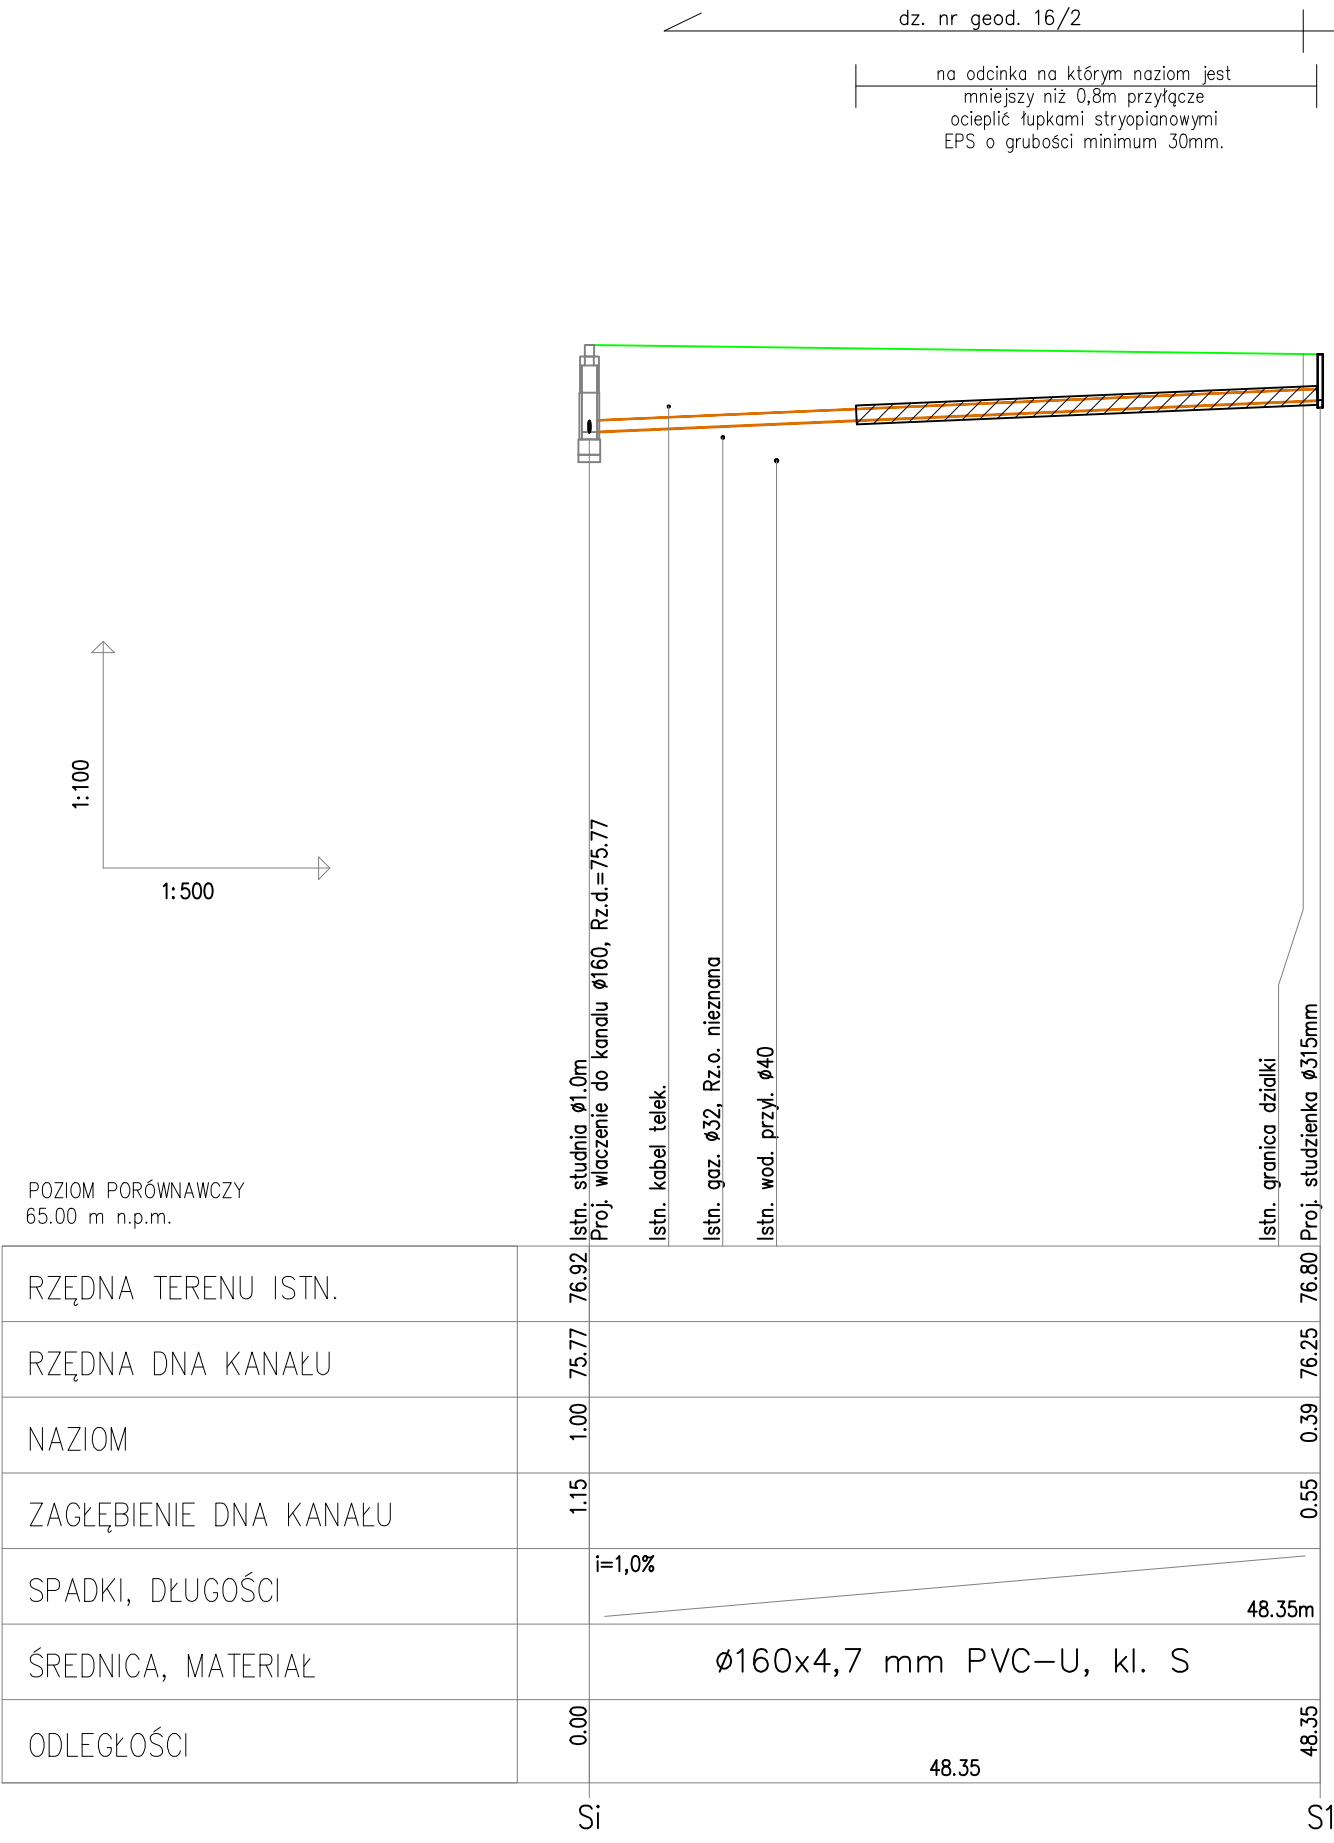 dz. nr geod. 16/2
na odcinka na którym naziom jest
mniejszy niż 0,8m przyłącze
ocieplić łupkami stryopianowymi
EPS o grubości minimum 30mm.
1:100
1:500
Istn. studnia ø1.0m
Proj. wlaczenie do kanalu ø160, Rz.d.=75.77
Istn. kabel telek.
Istn. gaz. ø32, Rz.o. nieznana
Istn. wod. przyl. ø40
Istn. granica dzialki
Proj. studzienka ø315mm
POZIOM PORÓWNAWCZY
65.00 m n.p.m.
RZĘDNA TERENU ISTN. 76.92 76.80
RZĘDNA DNA KANAŁU 75.77 76.25
NAZIOM 1.00 0.39
ZAGŁĘBIENIE DNA KANAŁU 1.15 0.55
SPADKI, DŁUGOŚCI i=1,0% 48.35m
ŚREDNICA, MATERIAŁ ø160x4,7 mm PVC-U, kl. S
ODLEGŁOŚCI 0.00 48.35 48.35
Si S1